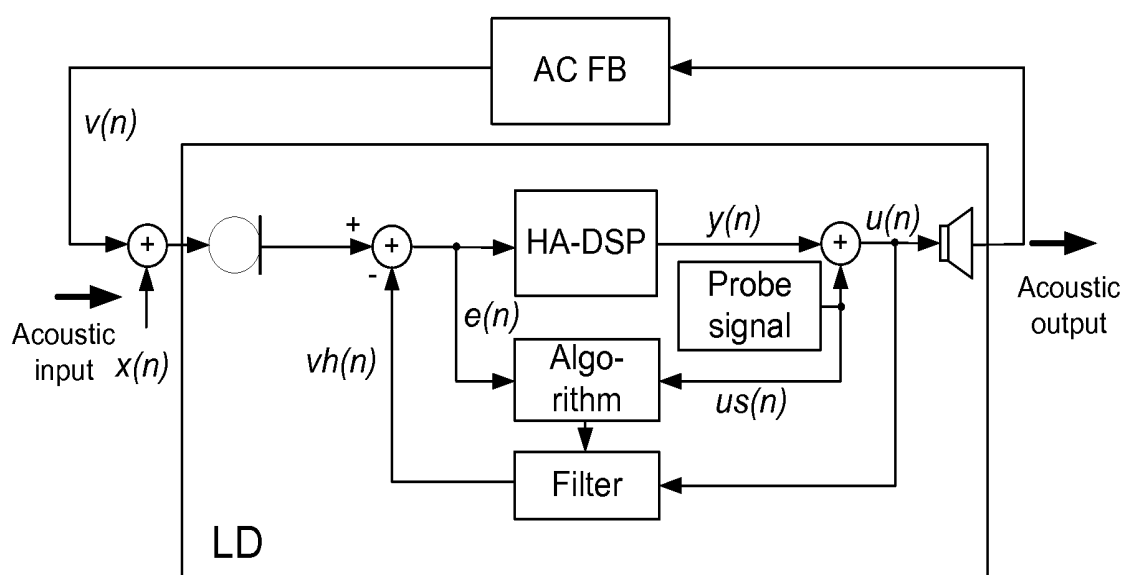 AC FB
v(n)
+
+
-
+
HA-DSP
y(n)
+
u(n)
Probe
signal
Acoustic
output
Acoustic
input
x(n)
vh(n)
e(n)
Algo-
rithm
us(n)
Filter
LD